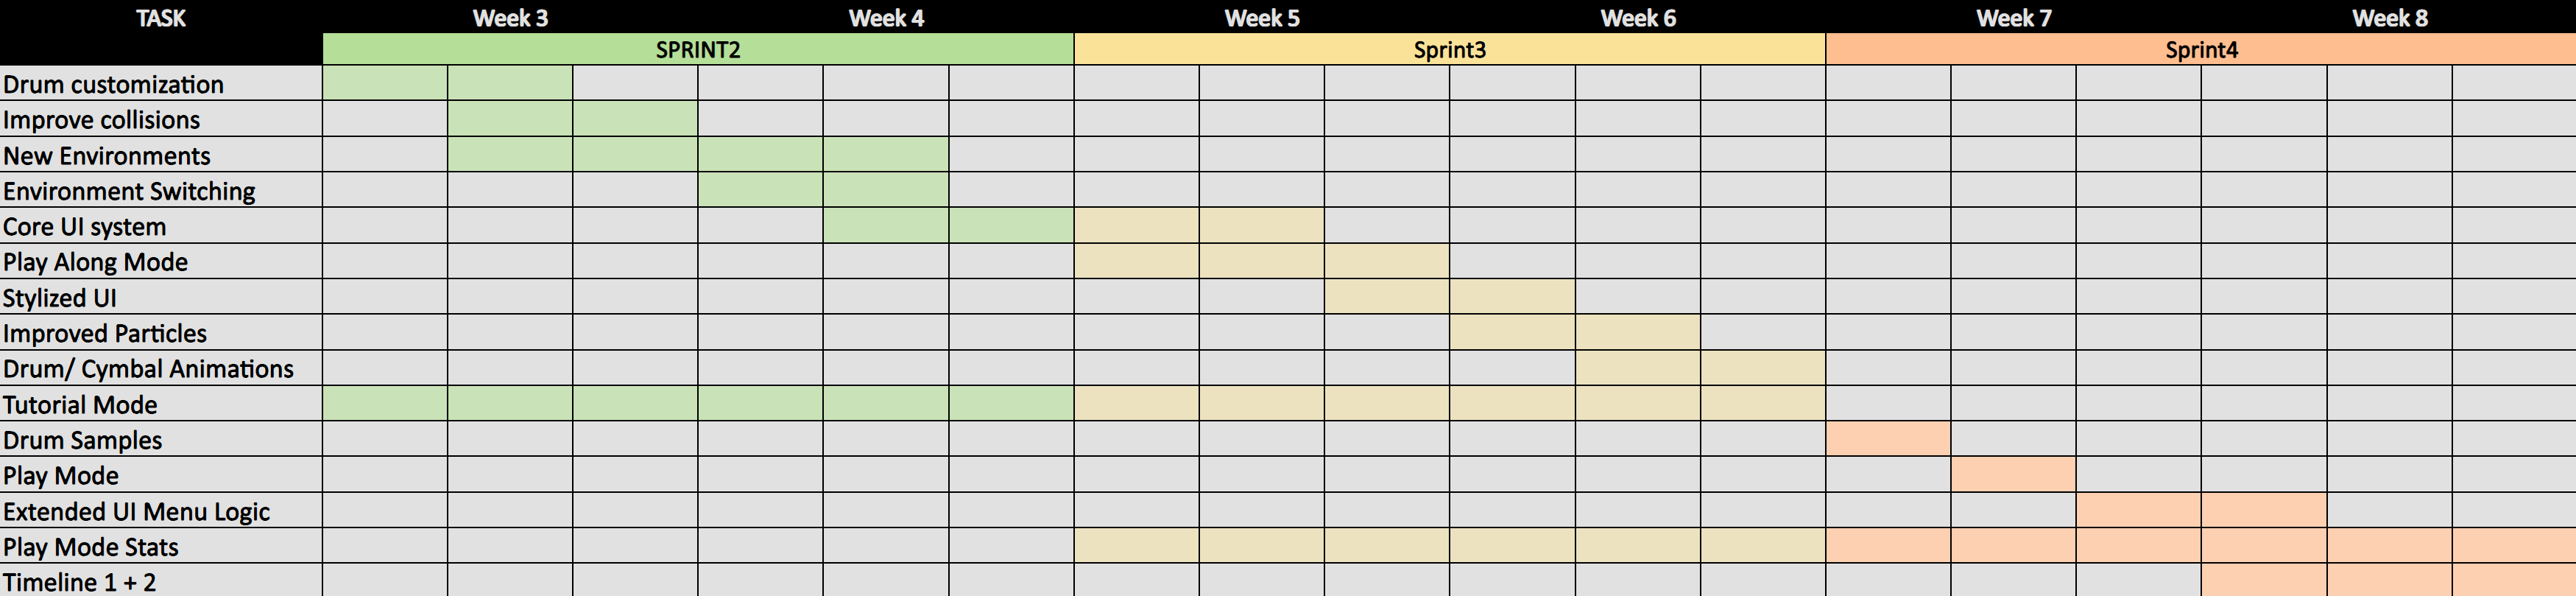 TASK Week 3 Week 4 Week 5 Week 6 Week 7 Week 8
SPRINT2 Sprint3 Sprint4
Drum customization
Improve collisions
New Environments
Environment Switching
Core UI system
Play Along Mode
Stylized UI
Improved Particles
Drum/ Cymbal Animations
Tutorial Mode
Drum Samples
Play Mode
Extended UI Menu Logic
Play Mode Stats
Timeline 1 + 2